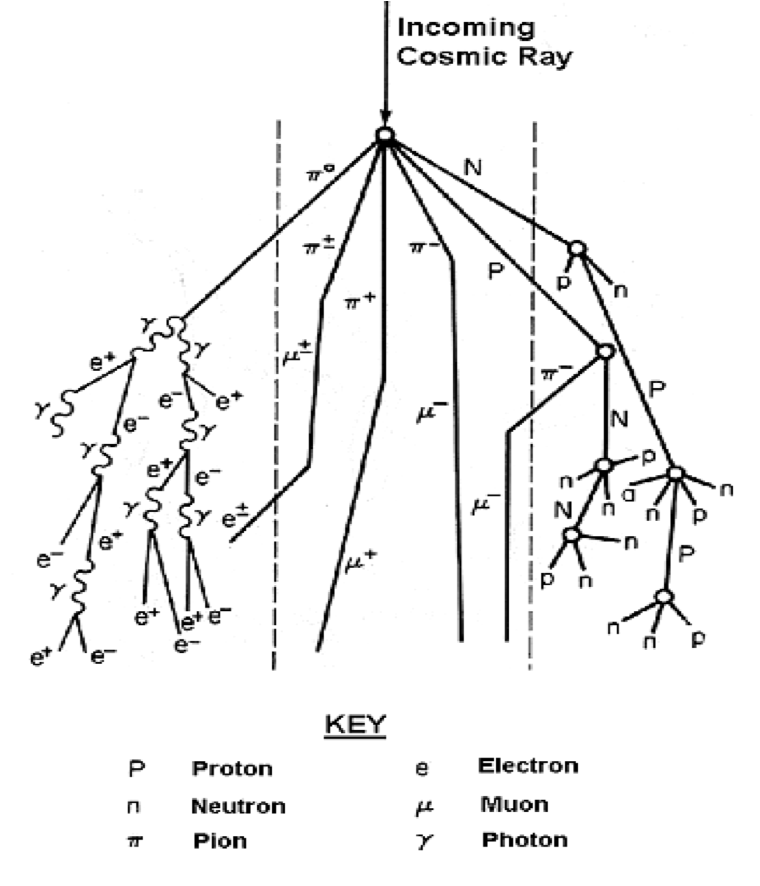 Incoming
Cosmic Ray
N
π°
π±
π-
P
π+
p
n
γ
γ
e+
μ±
π-
P
γ
e-
e+
e-
μ-
N
γ
γ
e+
e-
n
p
a
n
p
n
n
γ
γ
e±
μ-
N
n
e-
e+
P
μ+
p
n
γ
e+
e+
e-
n
n
p
e-
e+
e-
KEY
P Proton e Electron
n Neutron μ Muon
π Pion γ Photon